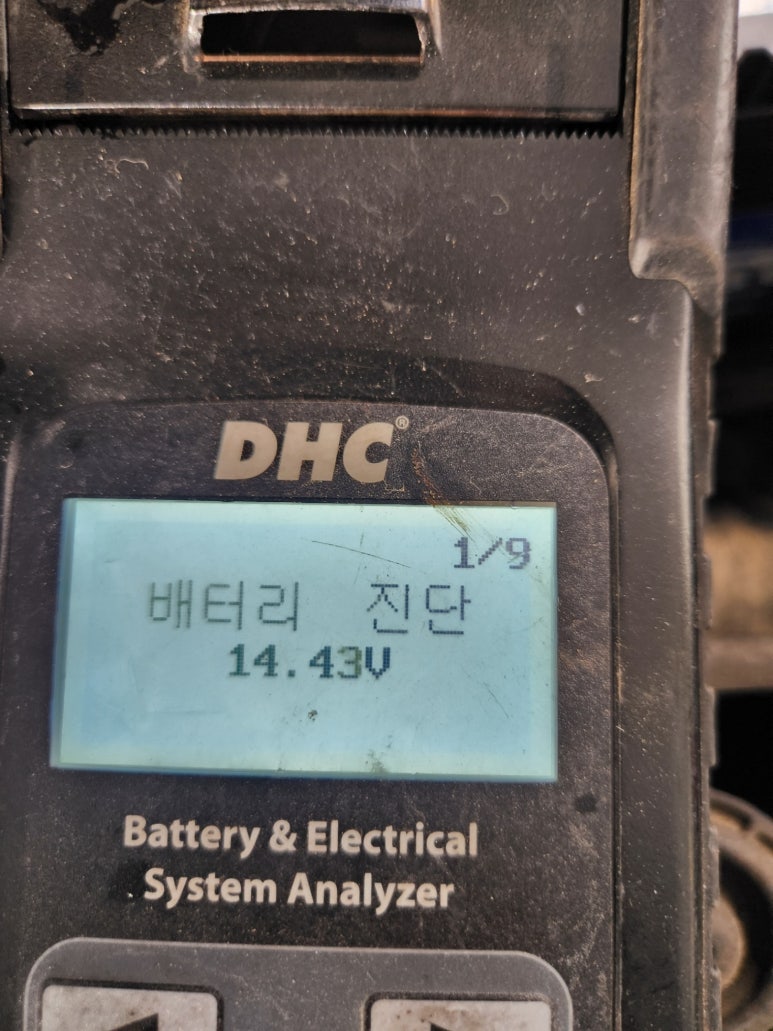 DHC®
1/9
배터리 진단
14.43V
Battery & Electrical
System Analyzer